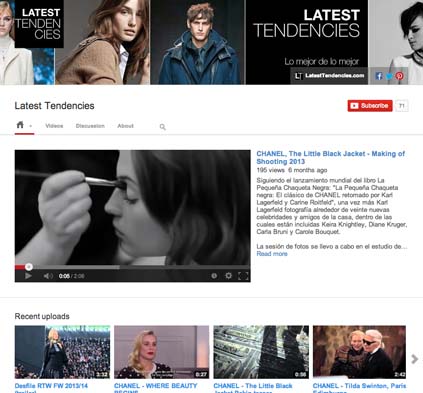 LATEST
TENDEN
CIES
LATEST
TENDENCIES
Lo mejor de lo mejor
LT LatestTendencies.com
Latest Tendencies
Subscribe 71
Videos Discussion About
CHANEL, The Little Black Jacket - Making of
Shooting 2013
195 views 6 months ago
Siguiendo el lanzamiento mundial del libro La
Pequeña Chaqueta Negra: "La Pequeña Chaqueta
negra: El clásico de CHANEL retomado por Karl
Lagerfeld y Carine Roitfeld", una vez más Karl
Lagerfeld fotografía alrededor de veinte nuevas
celebridades y amigos de la casa, dentro de las
cuales están incluidas Keira Knightley, Diane Kruger,
Carla Bruni y Carole Bouquet.
La sesión de fotos se llevo a cabo en el estudio de...
Read more
0:05 / 2:06
Recent uploads
3:32
0:27
0:56
2:42
Desfile RTW FW 2013/14
(trailer)
CHANEL - WHERE BEAUTY
BEGINS
CHANEL - The Little Black
CHANEL - Tilda Swinton, Paris